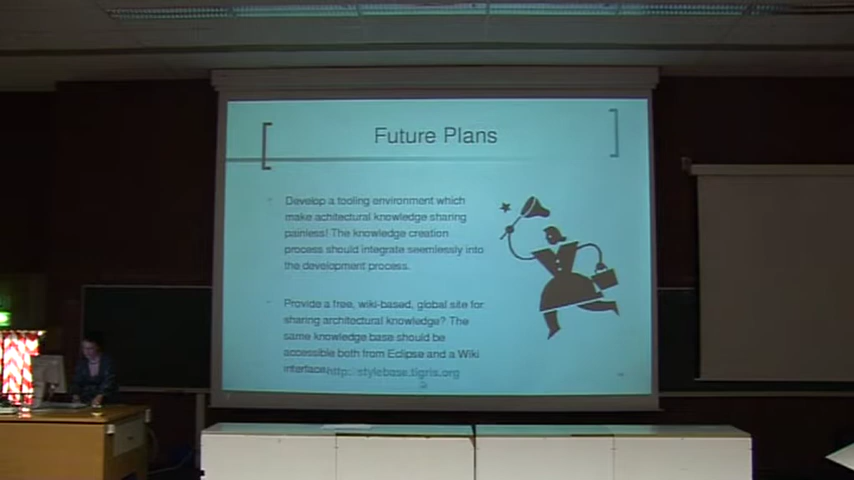 Future Plans
Develop a tooling environment which
make achitectural knowledge sharing
painless! The knowledge creation
process should integrate seemlessly into
the development process.
Provide a free, wiki-based, global site for
sharing architectural knowledge? The
same knowledge base should be
accessible both from Eclipse and a Wiki
interface http://stylebase.tigris.org